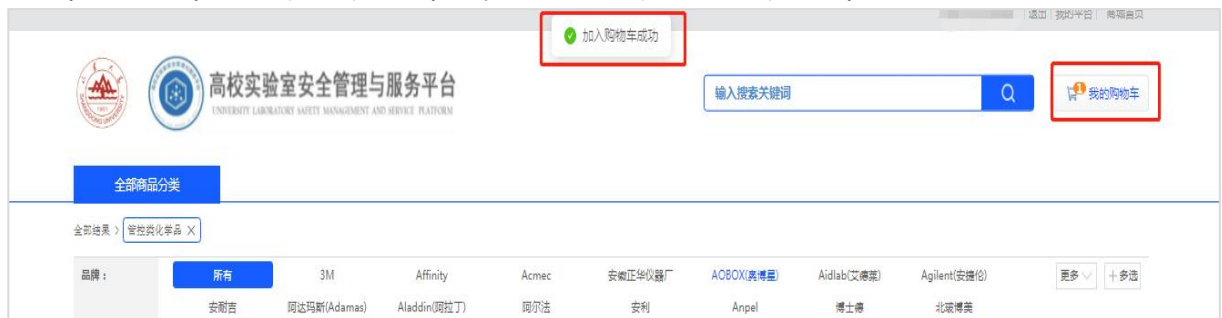 退出 | 我的平台 | 商城首页
加入购物车成功
高校实验室安全管理与服务平台
UNIVERSITY LABORATORY SAFETY MANAGEMENT AND SERVICE PLATFORM
输入搜索关键词
1 我的购物车
全部商品分类
全部结果 > 管控类化学品 X
品牌: 所有 3M Affinity Acmec 安徽正华仪器厂 AOBOX(奥博星) Aidlab(艾德莱) Agilent(安捷伦) 更多 +多选
安耐吉 阿达玛斯(Adamas) Aladdin(阿拉丁) 阿尔法 安利 Anpel 博士德 北玻博美